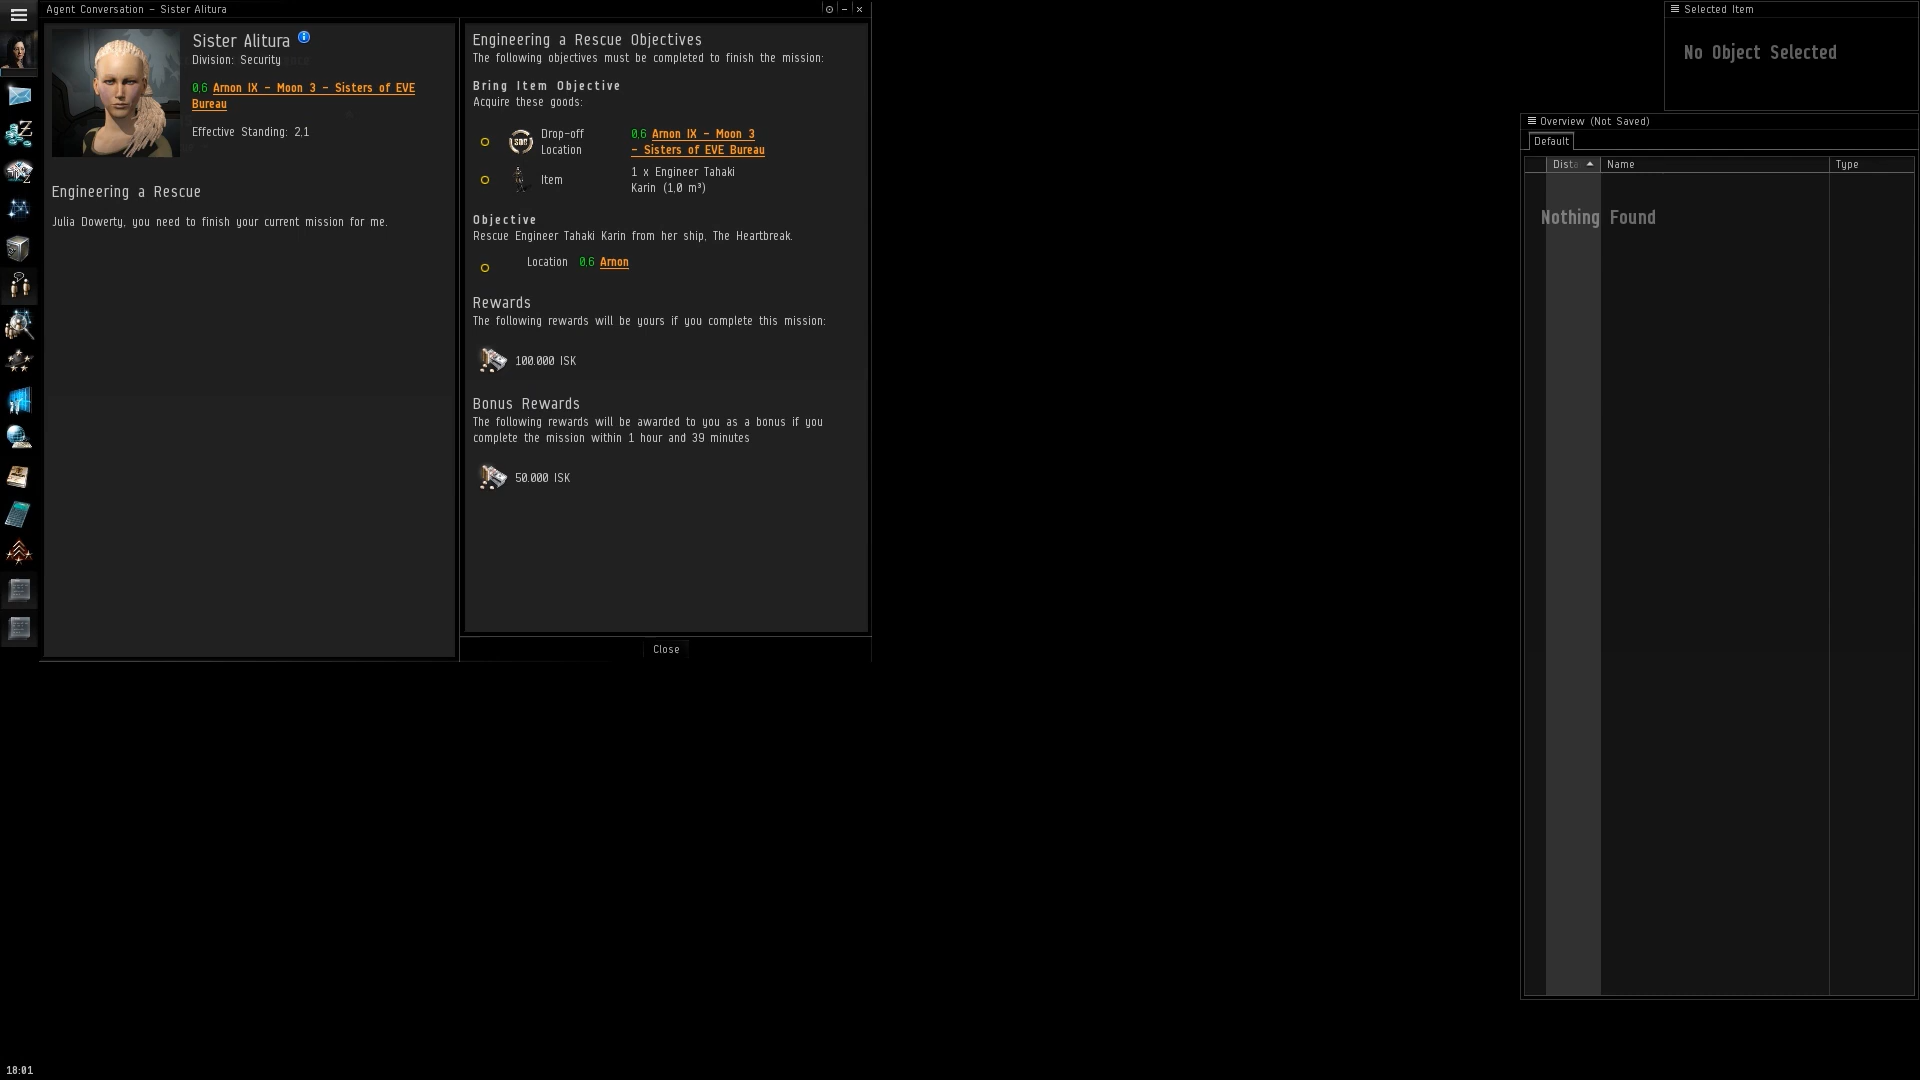 Agent Conversation - Sister Alitura
Sister Alitura
Division: Security
0,6 Arnon IX - Moon 3 - Sisters of EVE
Bureau
Effective Standing: 2,1
Engineering a Rescue
Julia Dowerty, you need to finish your current mission for me.
Engineering a Rescue Objectives
The following objectives must be completed to finish the mission:
Bring Item Objective
Acquire these goods:
Drop-off
Location
0,6 Arnon IX - Moon 3
- Sisters of EVE Bureau
Item
1 x Engineer Tahaki
Karin (1,0 m³)
Objective
Rescue Engineer Tahaki Karin from her ship, The Heartbreak.
Location 0,6 Arnon
Rewards
The following rewards will be yours if you complete this mission:
100.000 ISK
Bonus Rewards
The following rewards will be awarded to you as a bonus if you
complete the mission within 1 hour and 39 minutes
50.000 ISK
Close
Selected Item
No Object Selected
Overview (Not Saved)
Default
Dista Name Type
Nothing Found
18:01